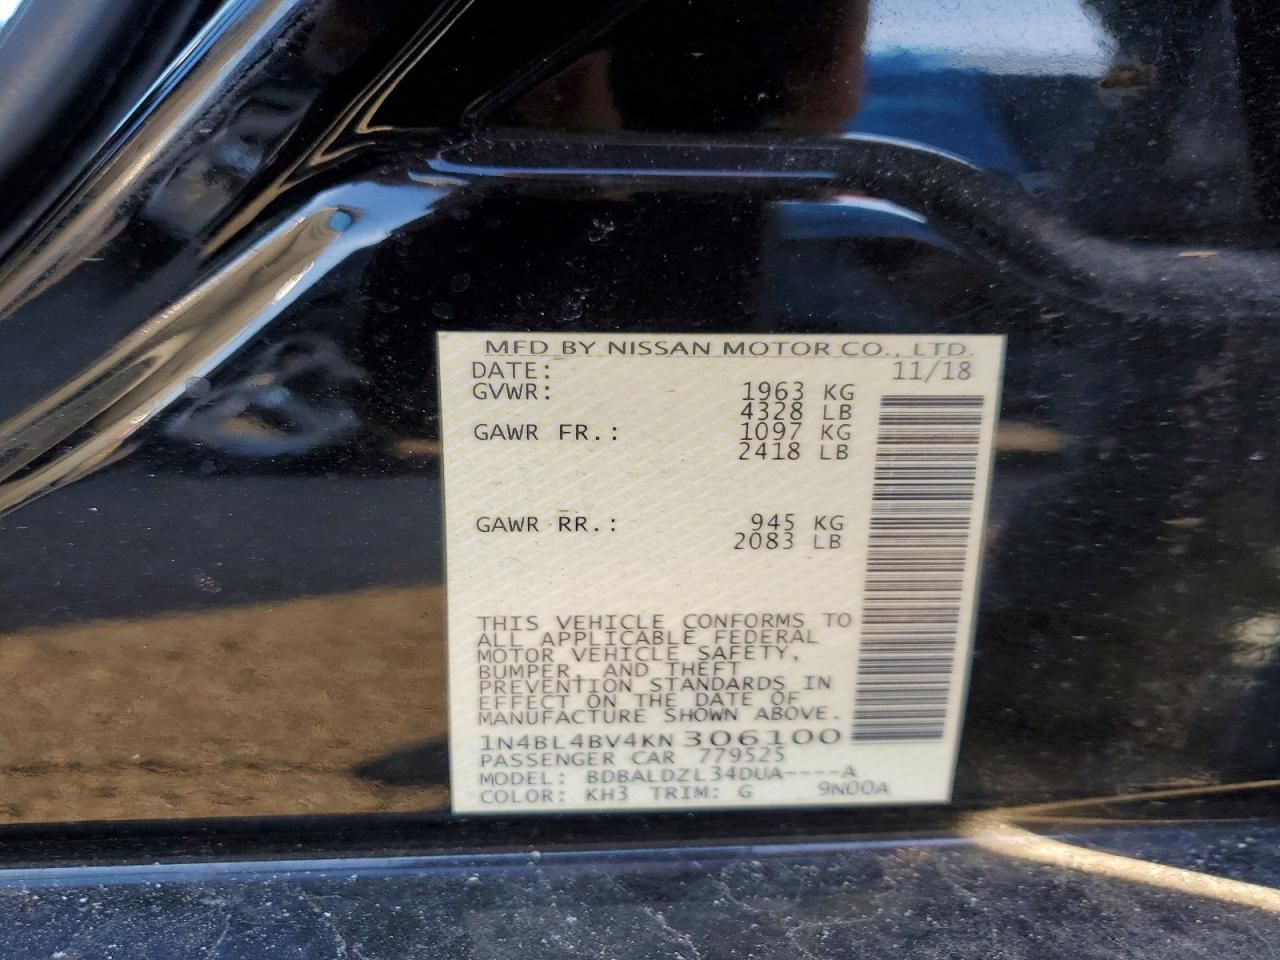 MFD BY NISSAN MOTOR CO., LTD.
DATE: 11/18
GVWR: 1963 KG
4328 LB
GAWR FR.: 1097 KG
2418 LB
GAWR RR.: 945 KG
2083 LB
THIS VEHICLE CONFORMS TO
ALL APPLICABLE FEDERAL
MOTOR VEHICLE SAFETY,
BUMPER, AND THEFT
PREVENTION STANDARDS IN
EFFECT ON THE DATE OF
MANUFACTURE SHOWN ABOVE.
1N4BL4BV4KN306100
PASSENGER CAR 779525
MODEL: BDBALDZL34DUA----A
COLOR: KH3 TRIM: G 9N00A